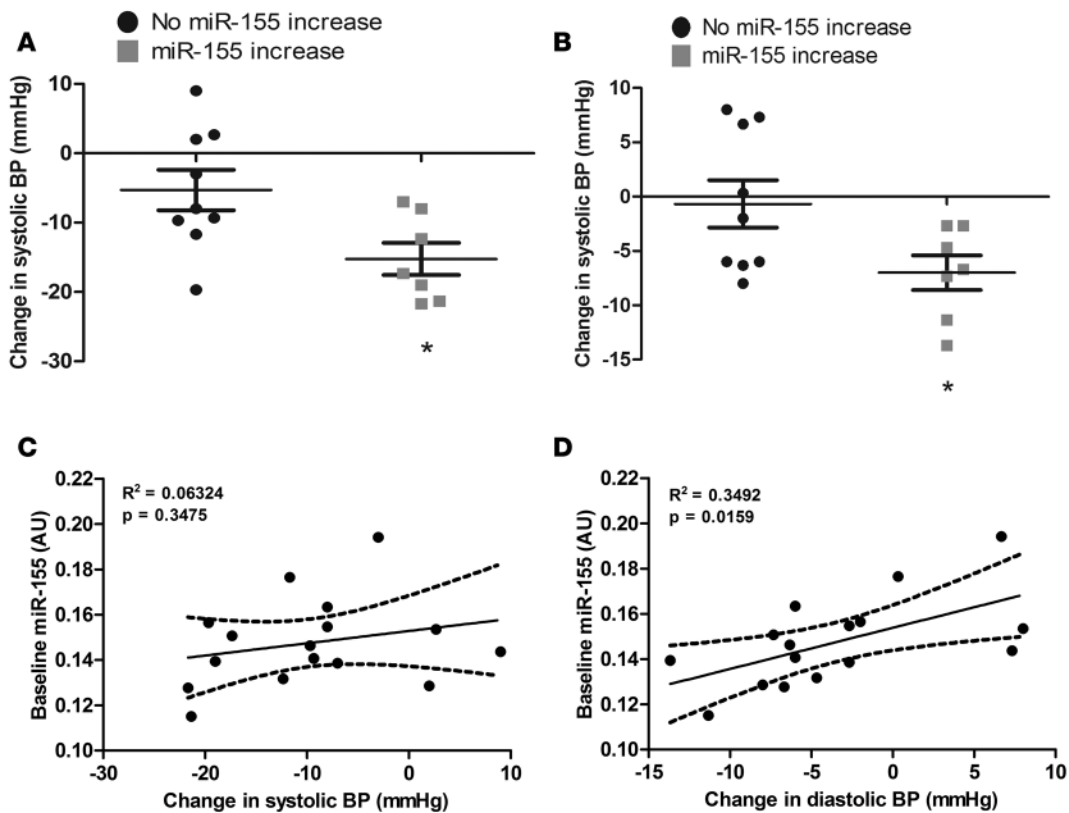 A
No miR-155 increase
miR-155 increase
Change in systolic BP (mmHg)
10
0
-10
-20
-30
*
B
No miR-155 increase
miR-155 increase
Change in systolic BP (mmHg)
10
5
0
-5
-10
-15
*
C
R² = 0.06324
p = 0.3475
Baseline miR-155 (AU)
0.22
0.20
0.18
0.16
0.14
0.12
0.10
-30
-20
-10
0
10
Change in systolic BP (mmHg)
D
R² = 0.3492
p = 0.0159
Baseline miR-155 (AU)
0.22
0.20
0.18
0.16
0.14
0.12
0.10
-15
-10
-5
0
5
10
Change in diastolic BP (mmHg)